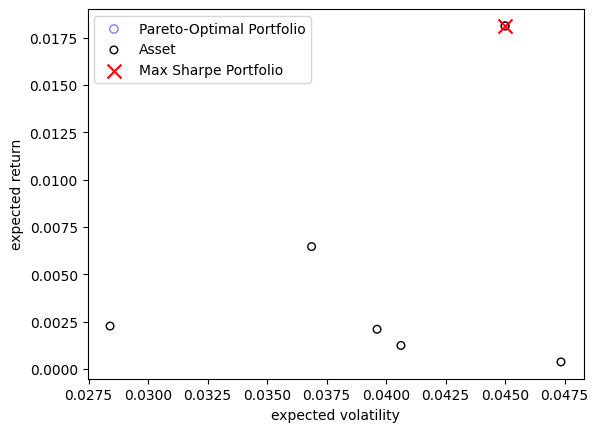 Pareto-Optimal Portfolio
Asset
Max Sharpe Portfolio
expected return
0.0175
0.0150
0.0125
0.0100
0.0075
0.0050
0.0025
0.0000
0.0275 0.0300 0.0325 0.0350 0.0375 0.0400 0.0425 0.0450 0.0475
expected volatility